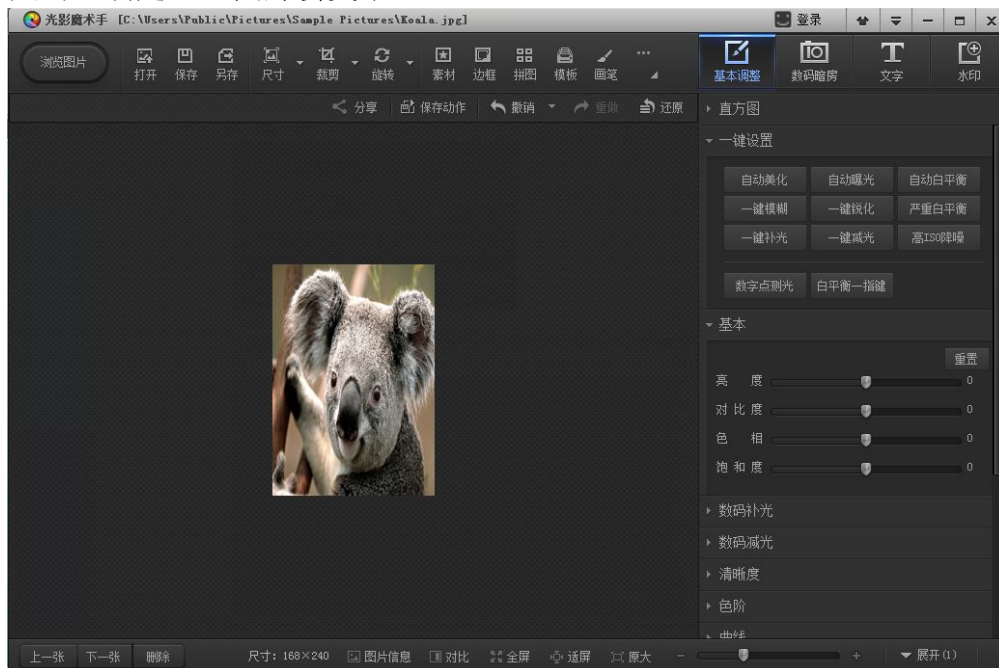 光影魔术手 [C:\Users\Public\Pictures\Sample Pictures\Koala.jpg] 登录
浏览图片 打开 保存 另存 尺寸 裁剪 旋转 素材 边框 拼图 模板 画笔 ... 基本调整 数码暗房 文字 水印
分享 保存动作 撤消 重做 还原
直方图
一键设置
自动美化 自动曝光 自动白平衡
一键模糊 一键锐化 严重白平衡
一键补光 一键减光 高ISO降噪
数字点测光 白平衡一指键
基本
重置
亮 度 0
对比度 0
色 相 0
饱和度 0
数码补光
数码减光
清晰度
色阶
曲线
上一张 下一张 删除 尺寸: 168×240 图片信息 对比 全屏 适屏 原大 - + 展开(1)